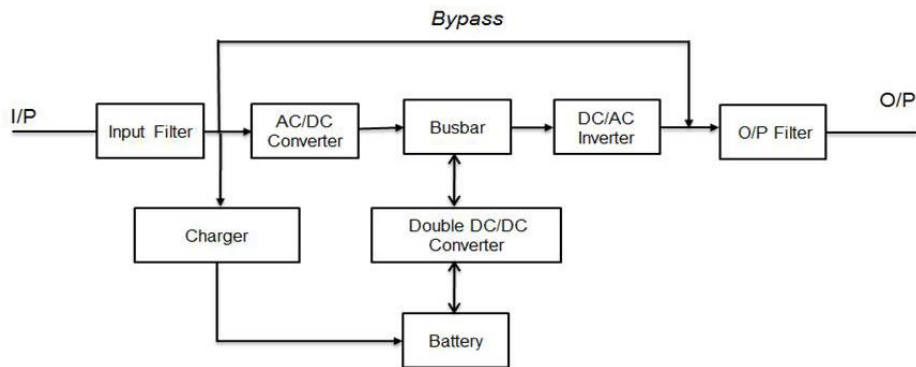 Bypass
I/P
O/P
Input Filter
AC/DC
Converter
Busbar
DC/AC
Inverter
O/P Filter
Charger
Double DC/DC
Converter
Battery